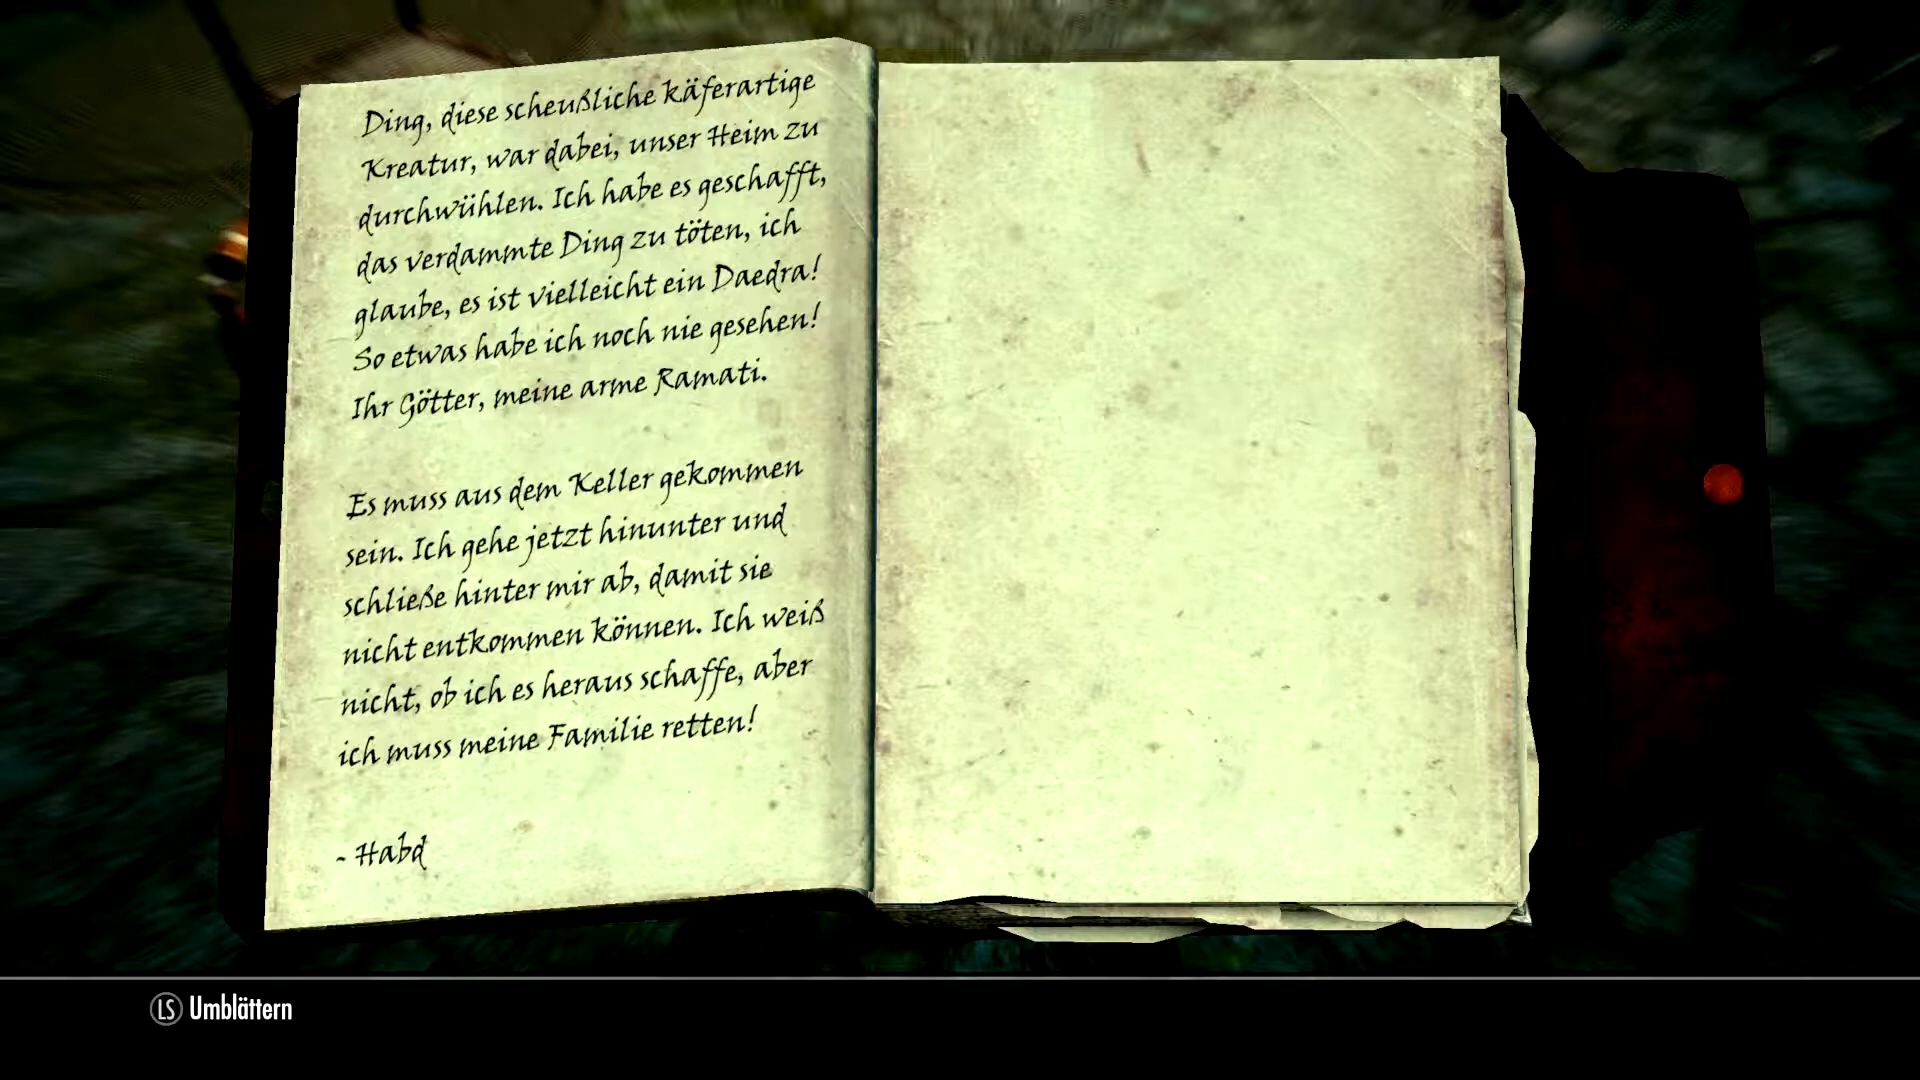 Ding, diese scheußliche käferartige
Kreatur, war dabei, unser Heim zu
durchwühlen. Ich habe es geschafft,
das verdammte Ding zu töten, ich
glaube, es ist vielleicht ein Daedra!
So etwas habe ich noch nie gesehen!
Ihr Götter, meine arme Ramati.
Es muss aus dem Keller gekommen
sein. Ich gehe jetzt hinunter und
schließe hinter mir ab, damit sie
nicht entkommen können. Ich weiß
nicht, ob ich es heraus schaffe, aber
ich muss meine Familie retten!
- Habd
LS Umblättern